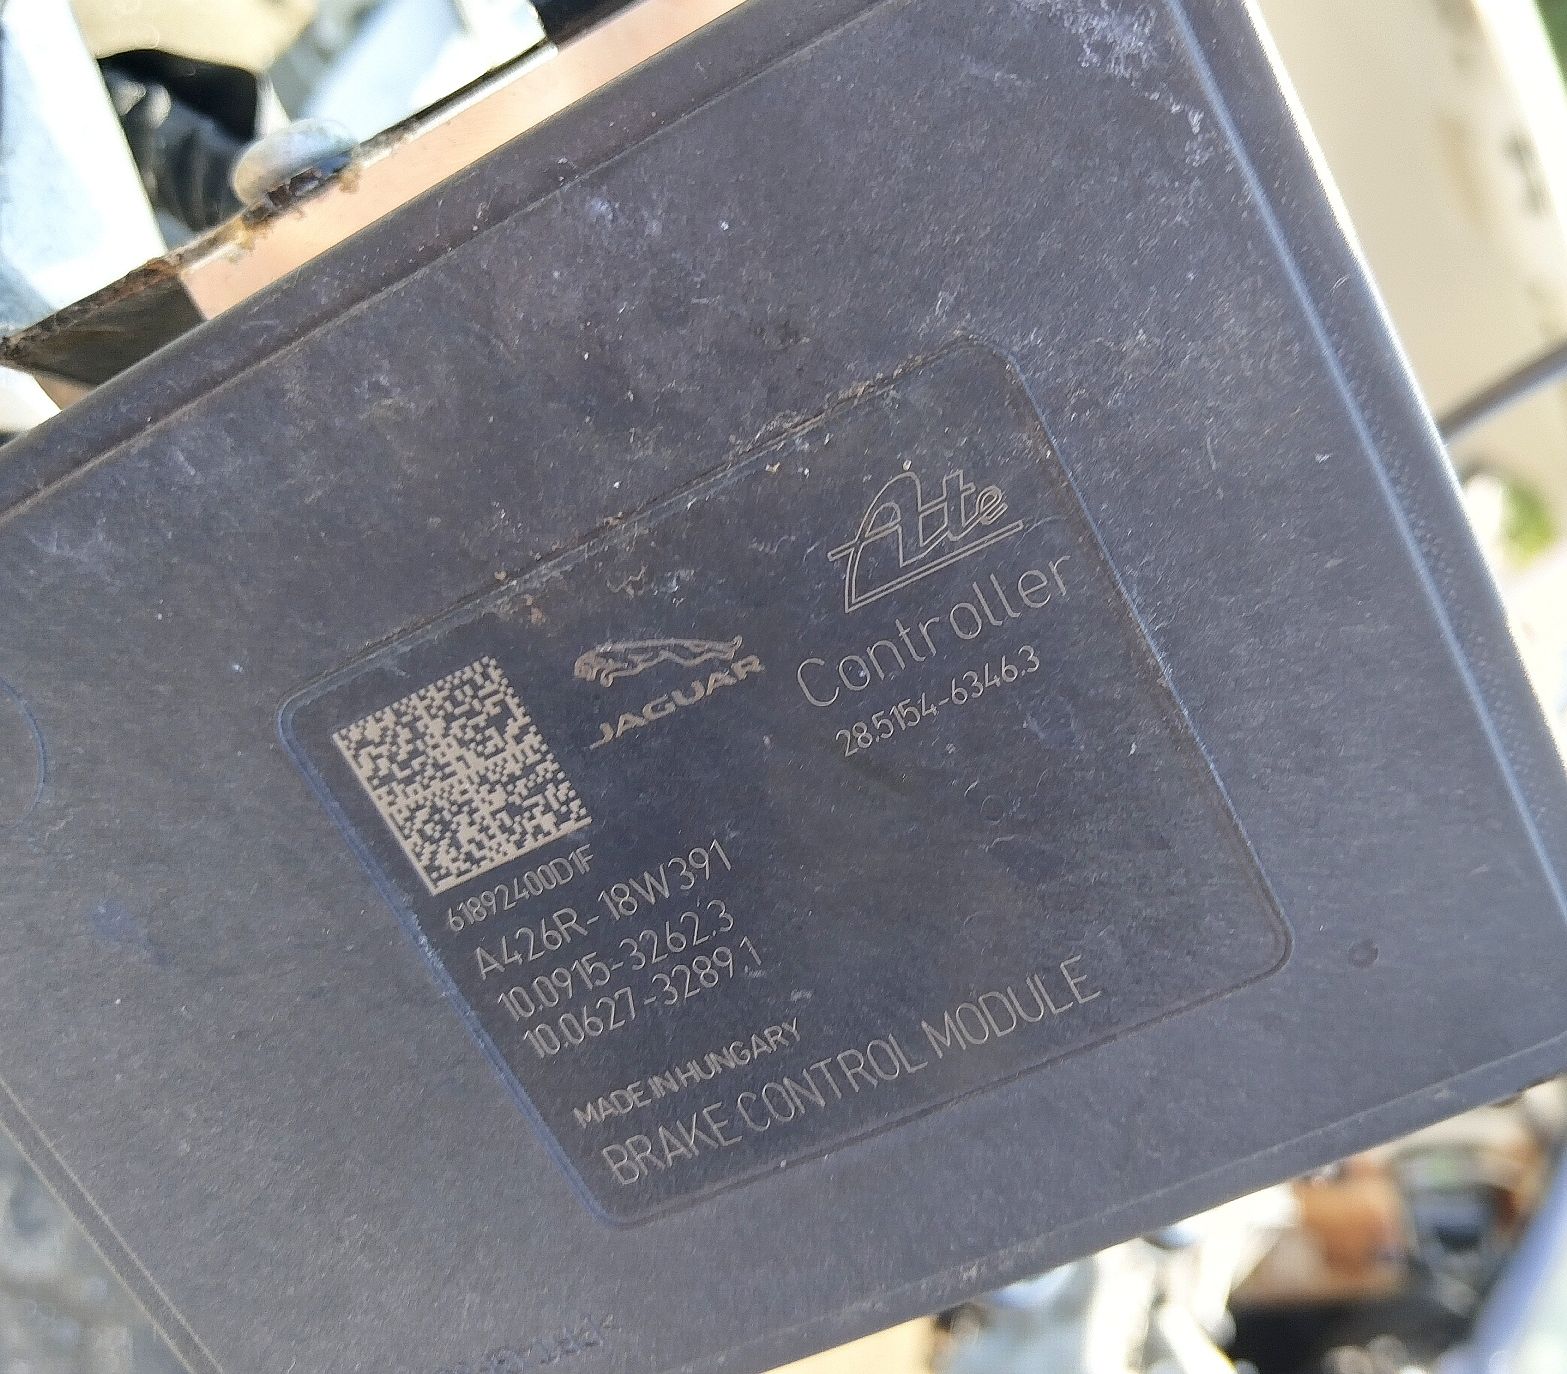 JAGUAR
Ate
Controller
28.5154-6346.3
61892400D1F
A426R-18W391
10.0915-3262.3
10.0627-3289.1
MADE IN HUNGARY
BRAKE CONTROL MODULE